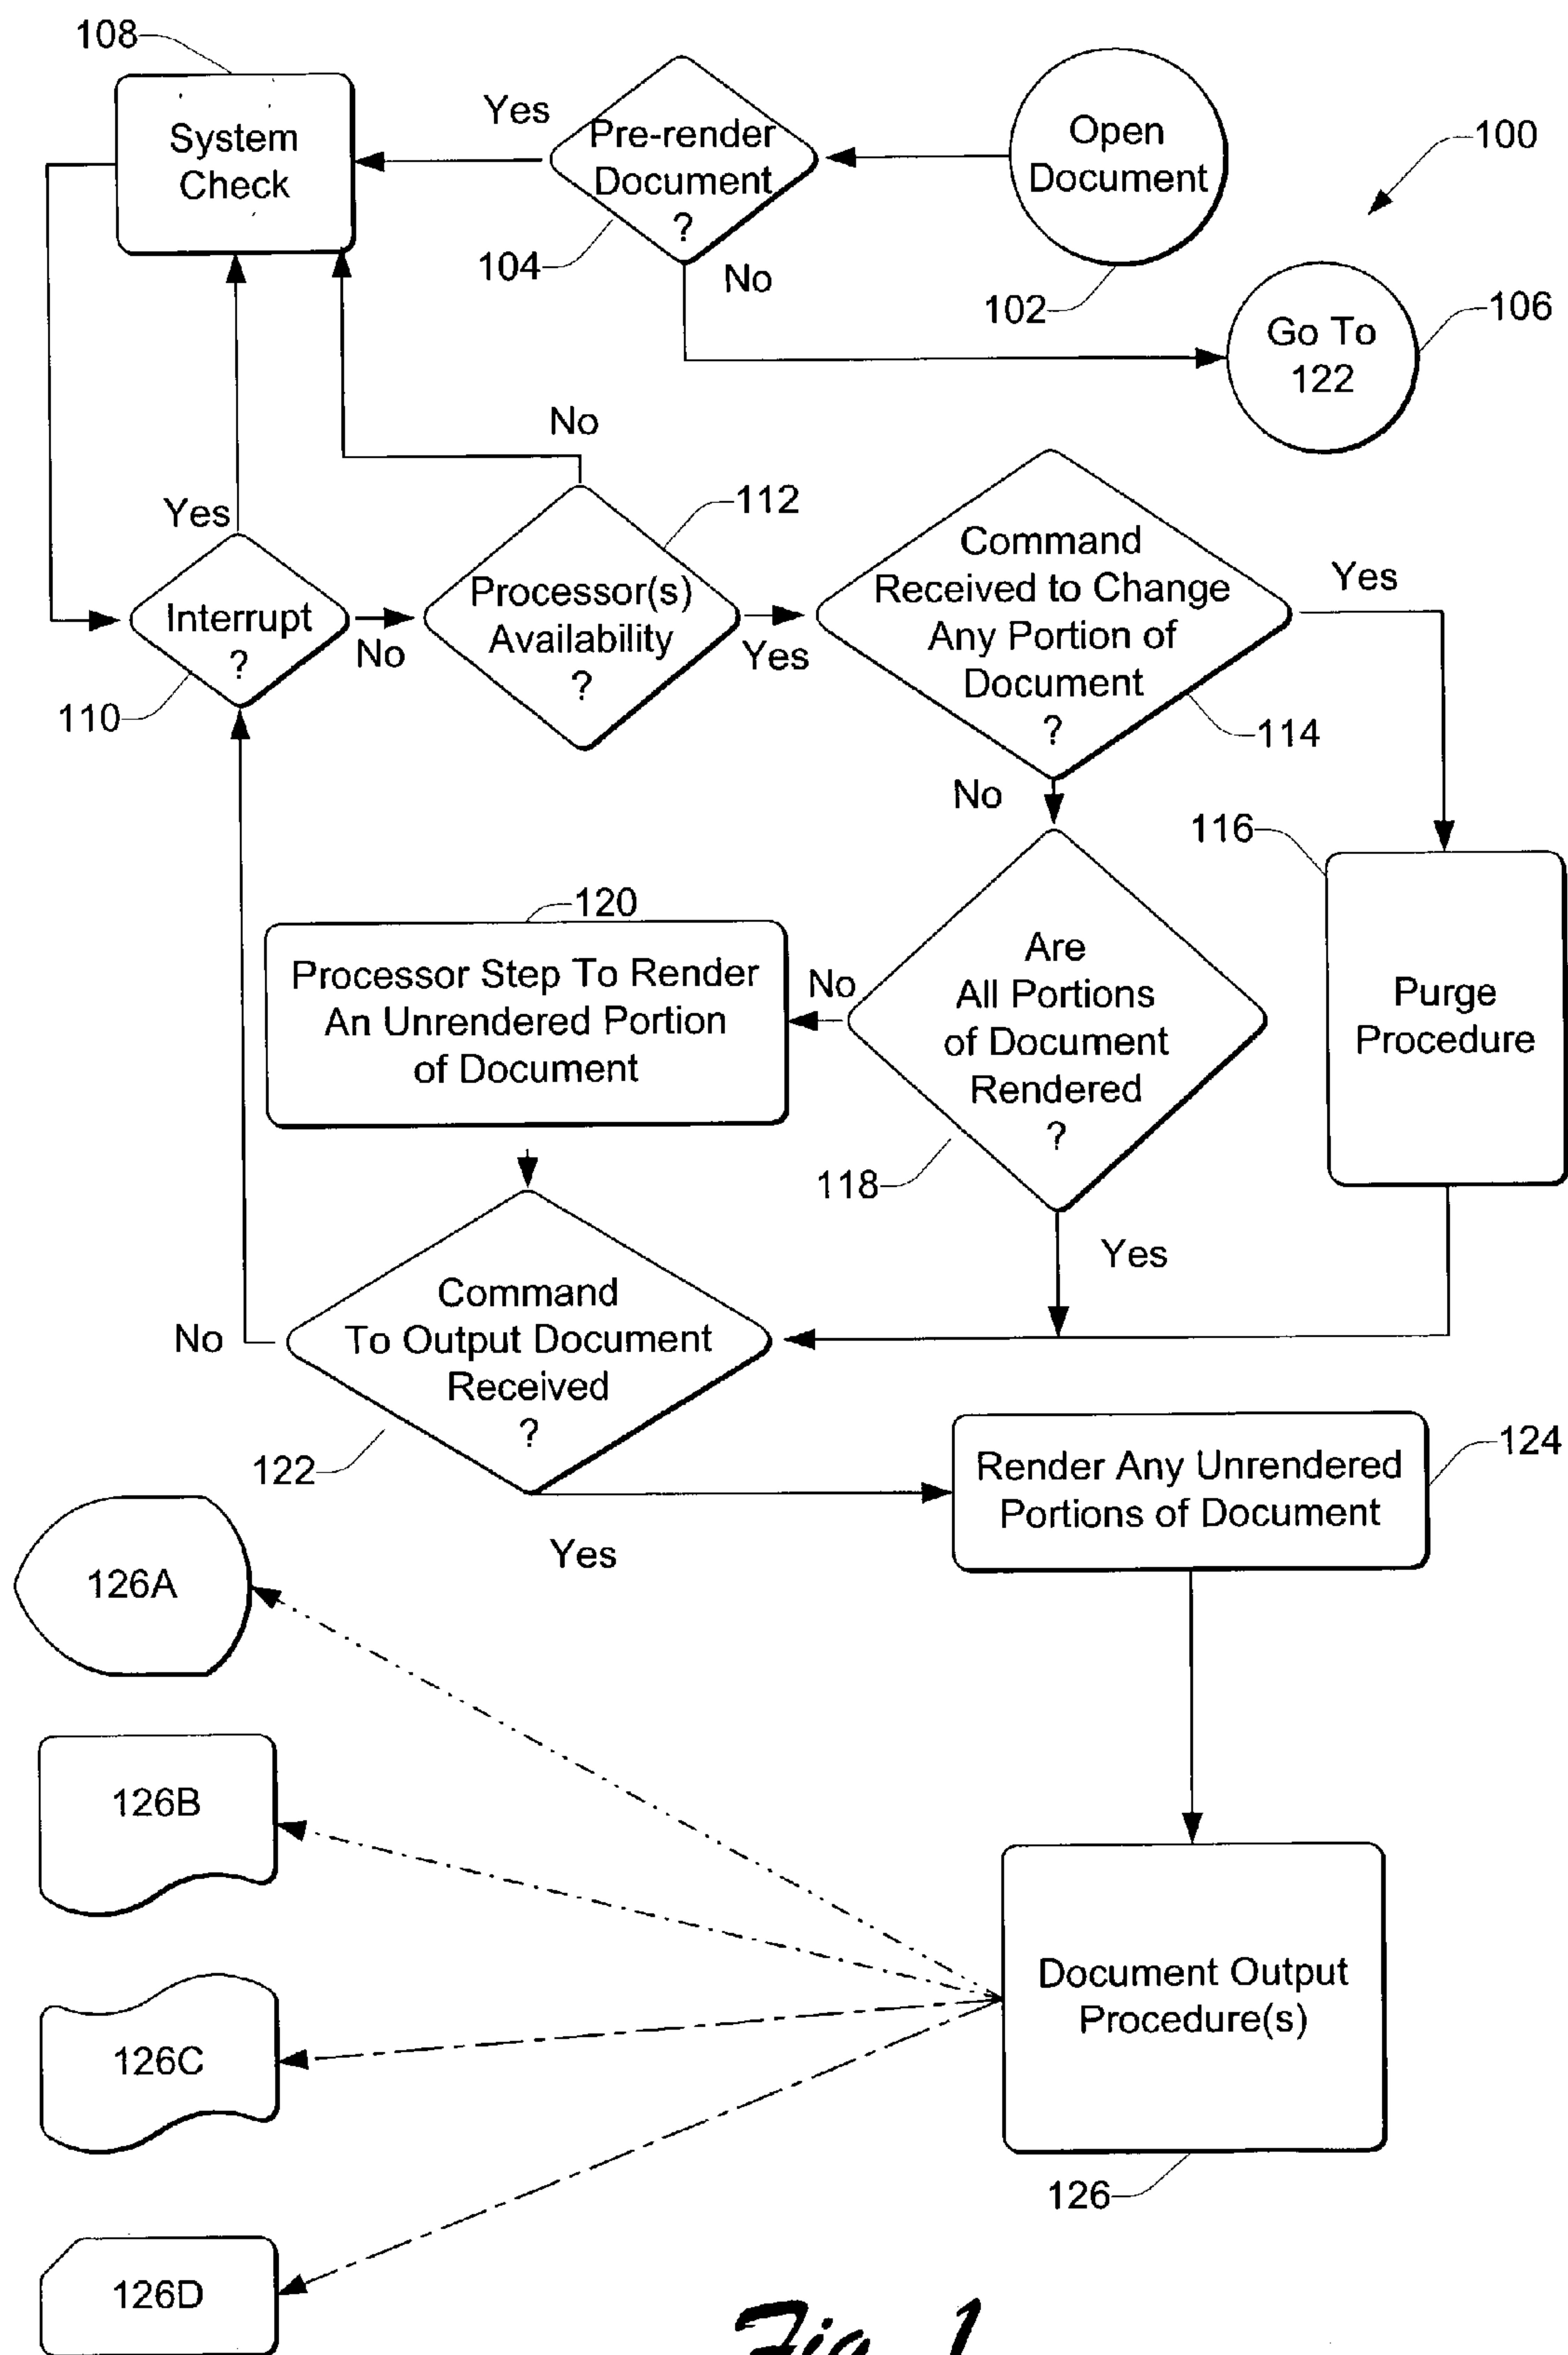 108
System
Check
Yes
Pre-render
Document
?
104
No
Open
Document
102
100
Go To
122
106
No
Yes
Interrupt
?
110
No
112
Processor(s)
Availability
?
Yes
Command
Received to Change
Any Portion of
Document
?
Yes
114
No
116
Purge
Procedure
120
Processor Step To Render
An Unrendered Portion
of Document
No
Are
All Portions
of Document
Rendered
?
118
Yes
Command
To Output Document
Received
?
No
122
Yes
Render Any Unrendered
Portions of Document
124
126A
126B
126C
126D
Document Output
Procedure(s)
126
Fig. 1